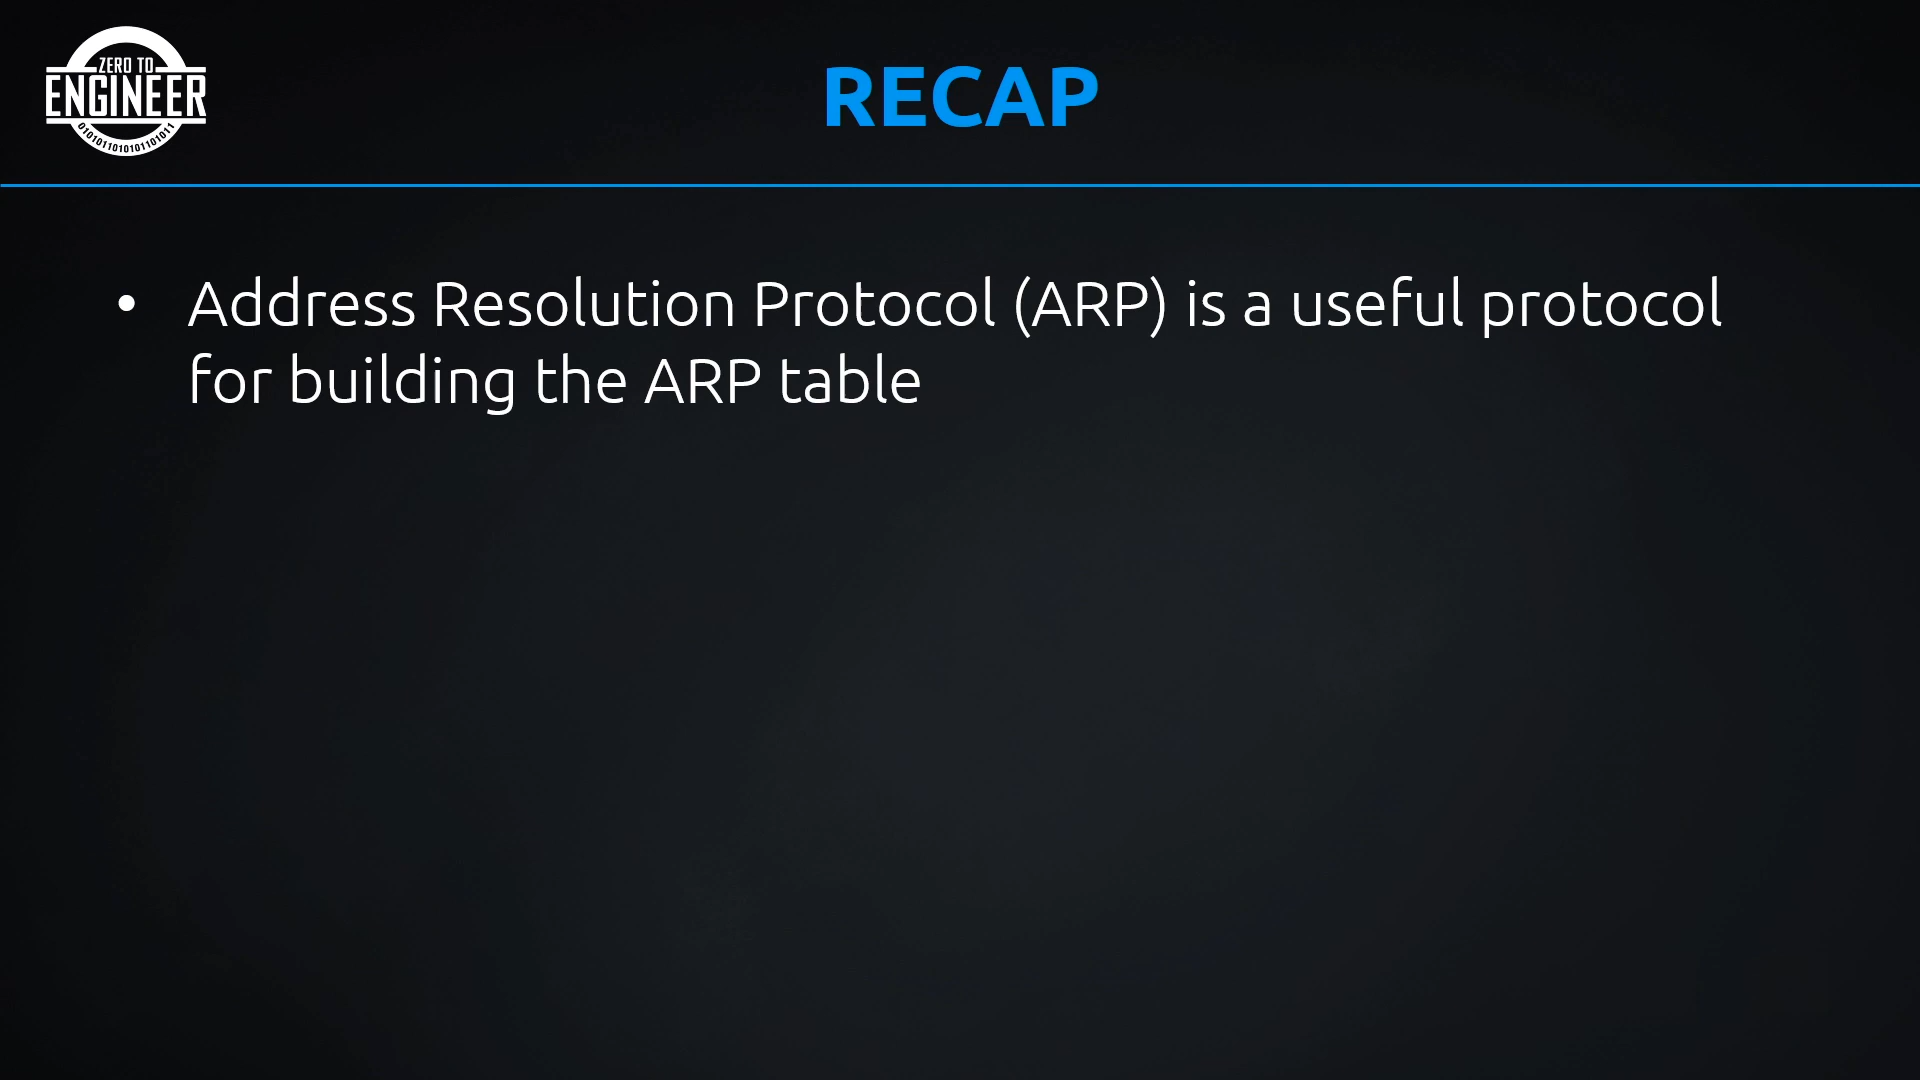 ZERO TO
ENGINEER
RECAP
• Address Resolution Protocol (ARP) is a useful protocol
for building the ARP table